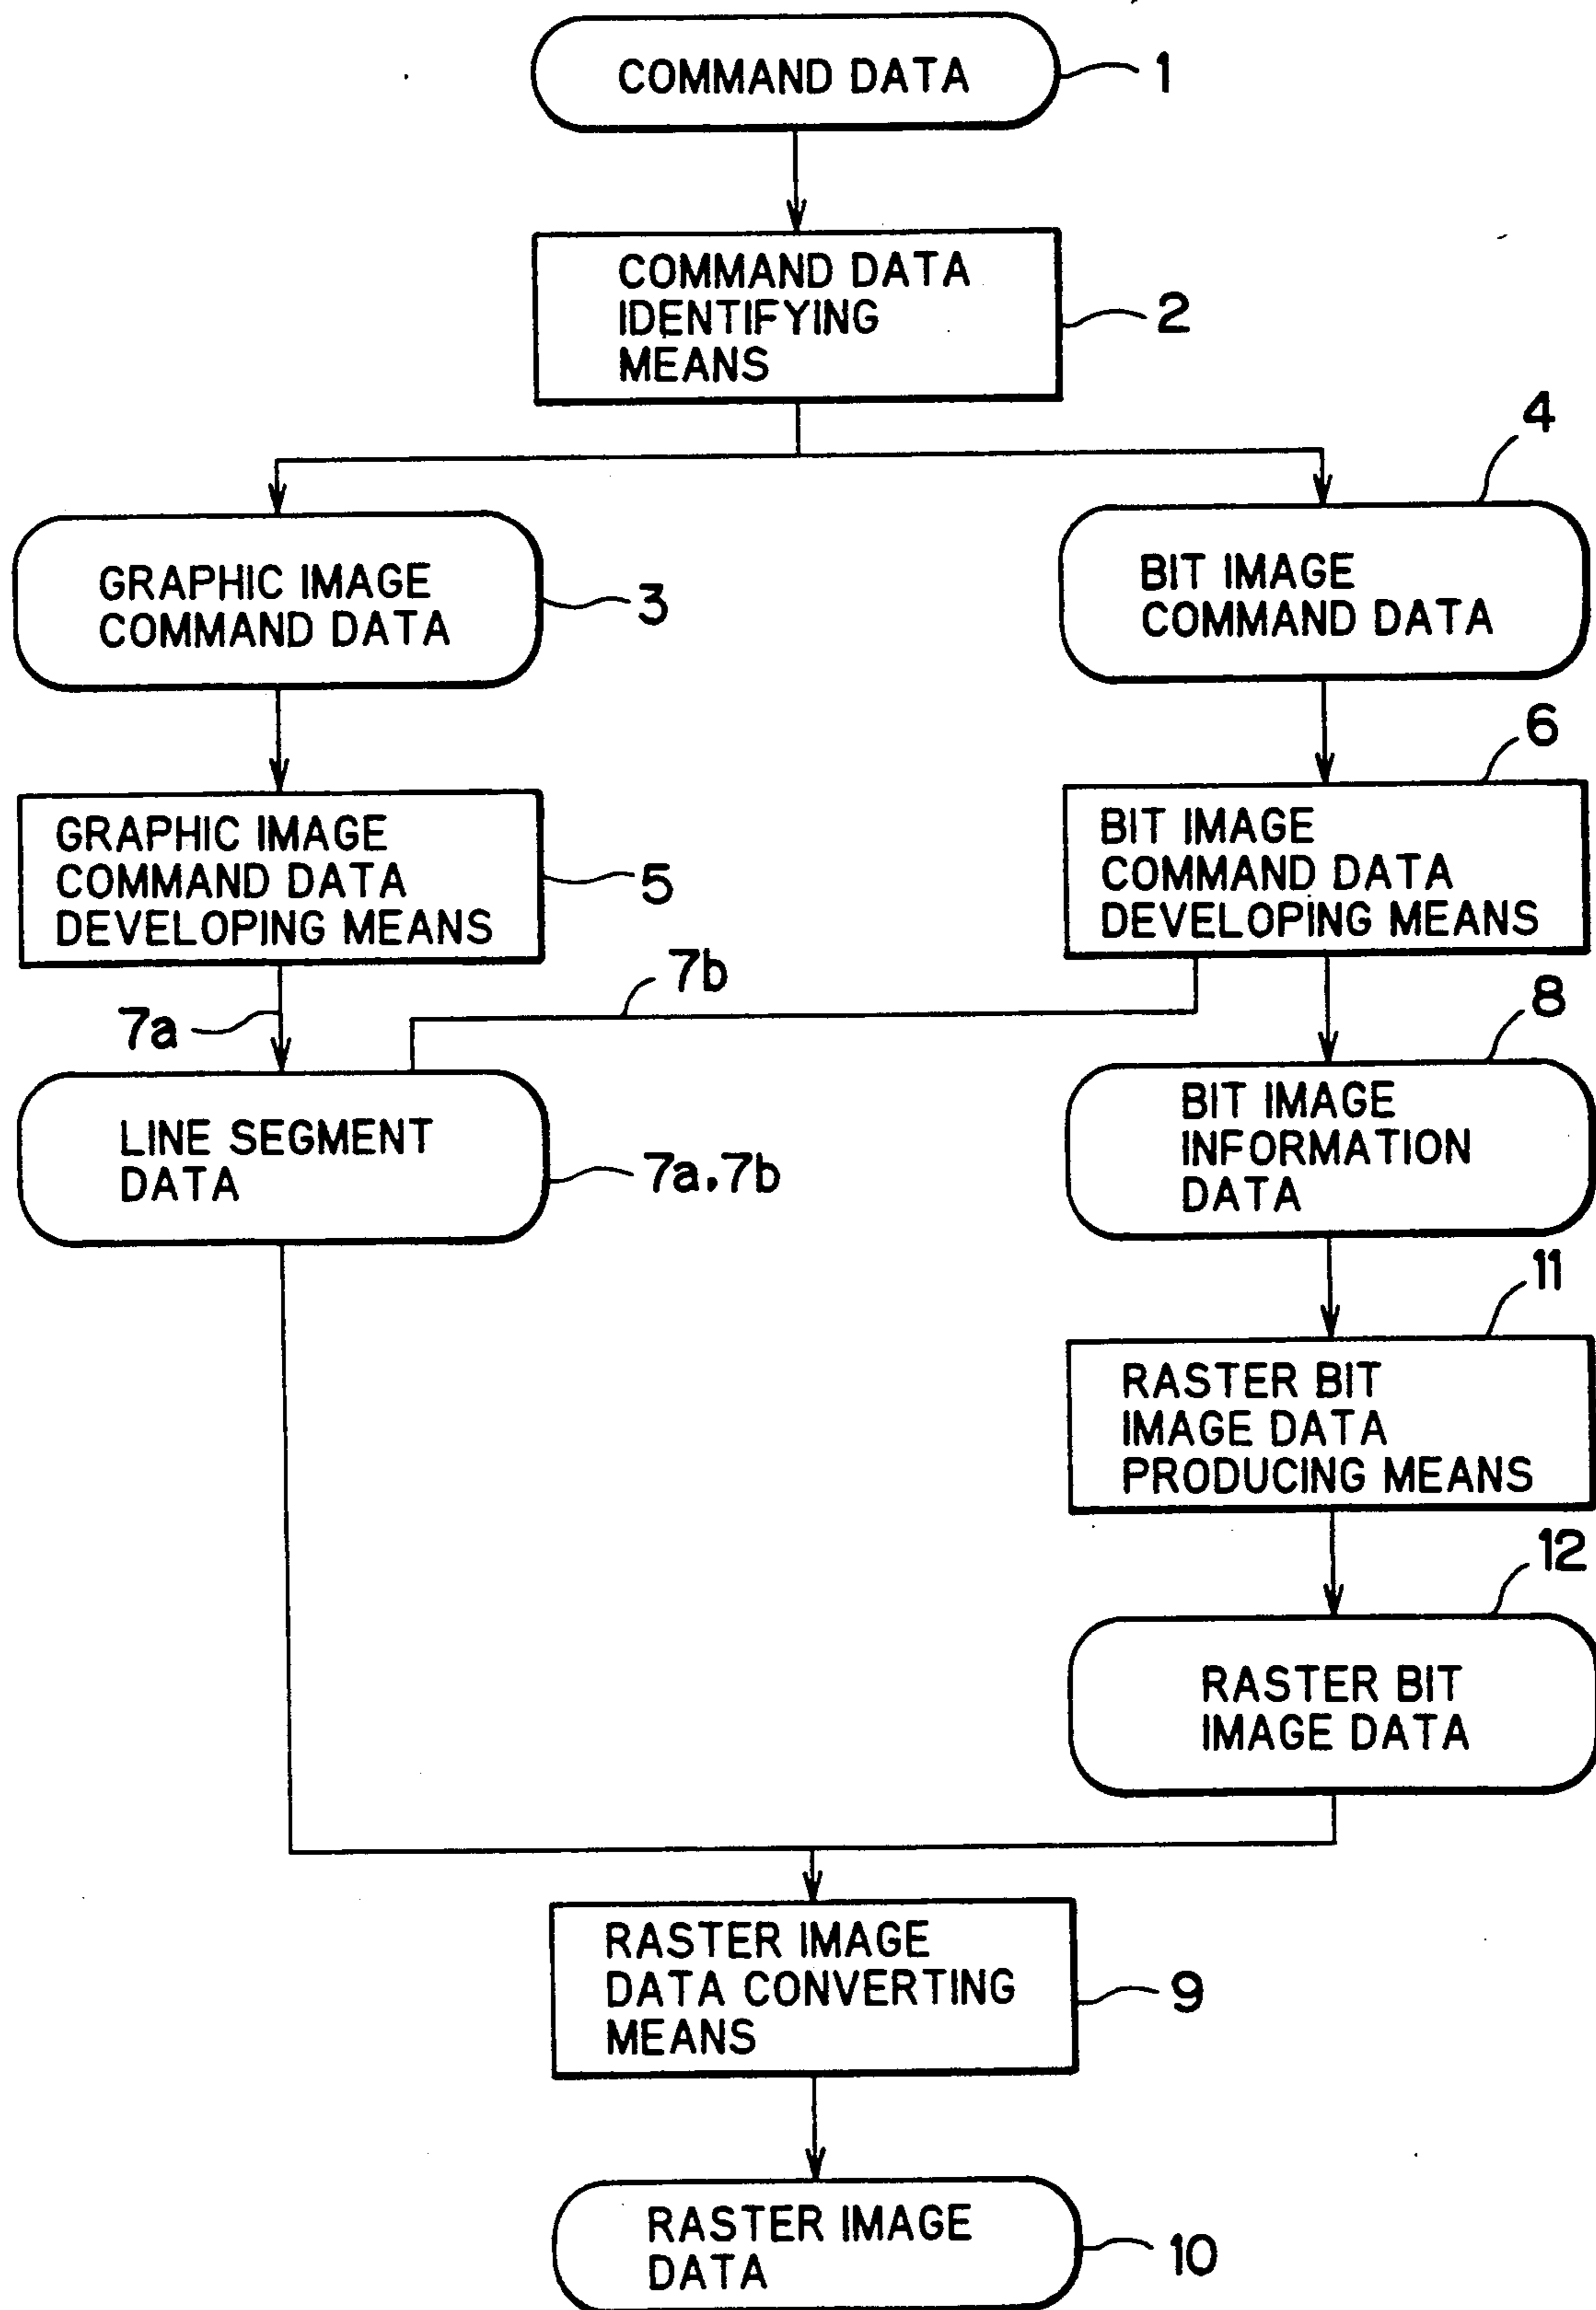 COMMAND DATA
1
COMMAND DATA
IDENTIFYING
MEANS
2
4
GRAPHIC IMAGE
COMMAND DATA
3
BIT IMAGE
COMMAND DATA
6
GRAPHIC IMAGE
COMMAND DATA
DEVELOPING MEANS
5
BIT IMAGE
COMMAND DATA
DEVELOPING MEANS
7a
7b
8
LINE SEGMENT
DATA
7a,7b
BIT IMAGE
INFORMATION
DATA
11
RASTER BIT
IMAGE DATA
PRODUCING MEANS
12
RASTER BIT
IMAGE DATA
RASTER IMAGE
DATA CONVERTING
MEANS
9
RASTER IMAGE
DATA
10